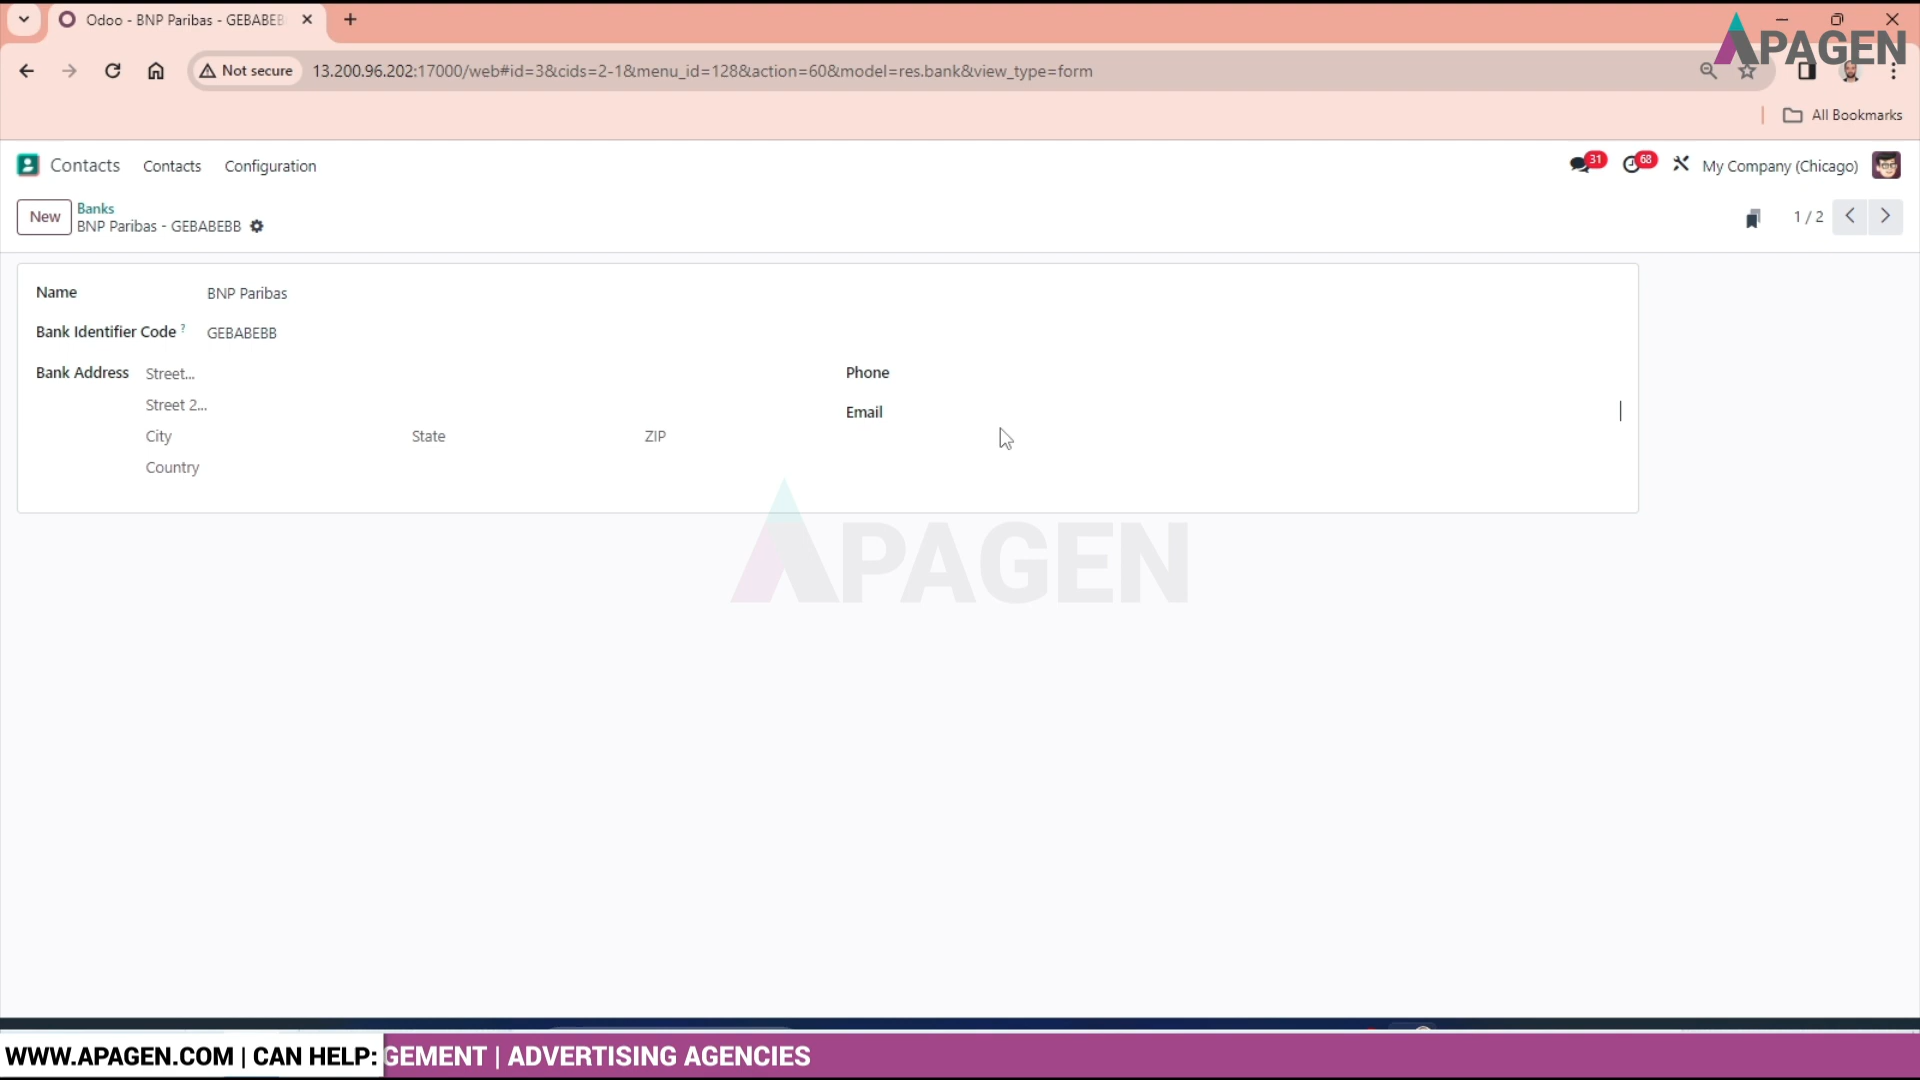 Odoo - BNP Paribas - GEBABEB
APAGEN
Not secure
13.200.96.202:17000/web#id=3&cids=2-1&menu_id=128&action=60&model=res.bank&view_type=form
All Bookmarks
Contacts
Contacts
Configuration
31
68
My Company (Chicago)
New
Banks
BNP Paribas - GEBABEBB
1 / 2
Name
BNP Paribas
Bank Identifier Code ?
GEBABEBB
Bank Address
Street...
Street 2...
City
State
ZIP
Country
Phone
Email
APAGEN
WWW.APAGEN.COM | CAN HELP:
GEMENT | ADVERTISING AGENCIES